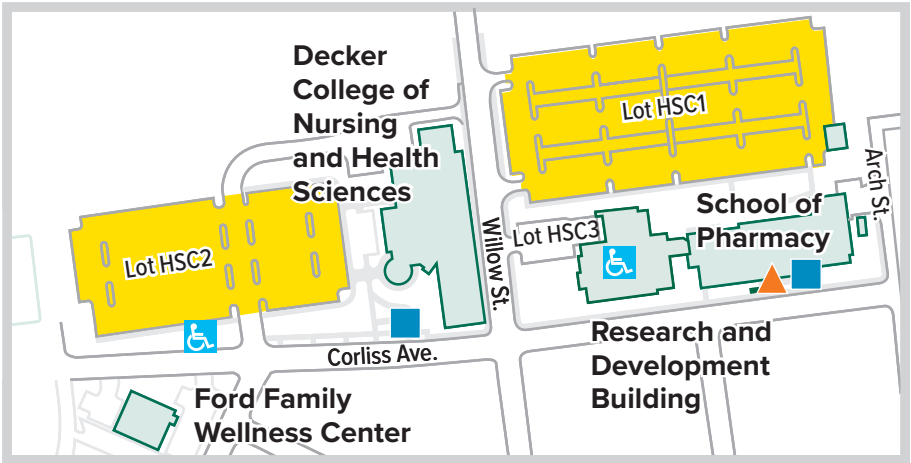 Decker
College of
Nursing
and Health
Sciences
Lot HSC1
Arch St.
School of
Pharmacy
Willow St.
Lot HSC3
Lot HSC2
Corliss Ave.
Research and
Development
Building
Ford Family
Wellness Center